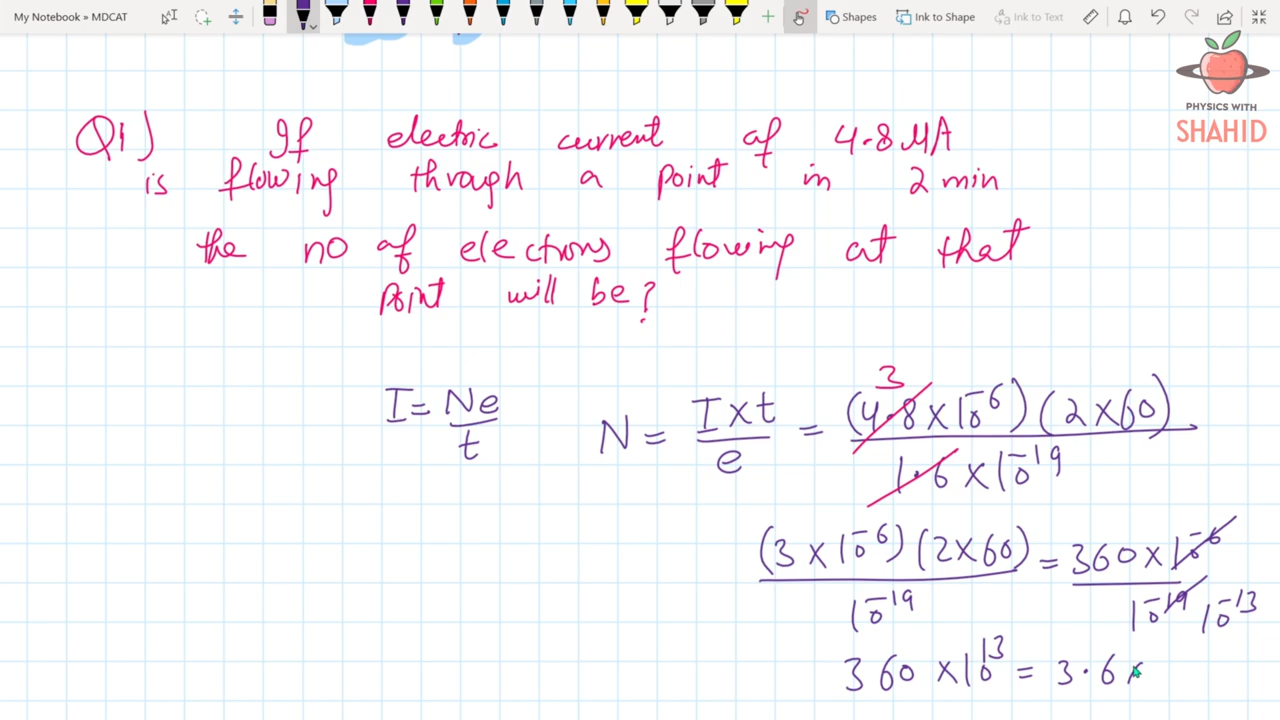 My Notebook » MDCAT
Shapes
Ink to Shape
Ink to Text
PHYSICS WITH
SHAHID
Q1) If electric current of 4.8 μA
is flowing through a point in 2 min
the no of electrons flowing at that
point will be?
I = Ne/t
N = I × t / e = (4.8 × 10⁻⁶)(2 × 60) / 1.6 × 10⁻¹⁹
3
(3 × 10⁻⁶)(2 × 60) / 10⁻¹⁹ = 360 × 10⁻⁶ / 10⁻¹⁹ 10⁻¹³
360 × 10¹³ = 3.6 ×